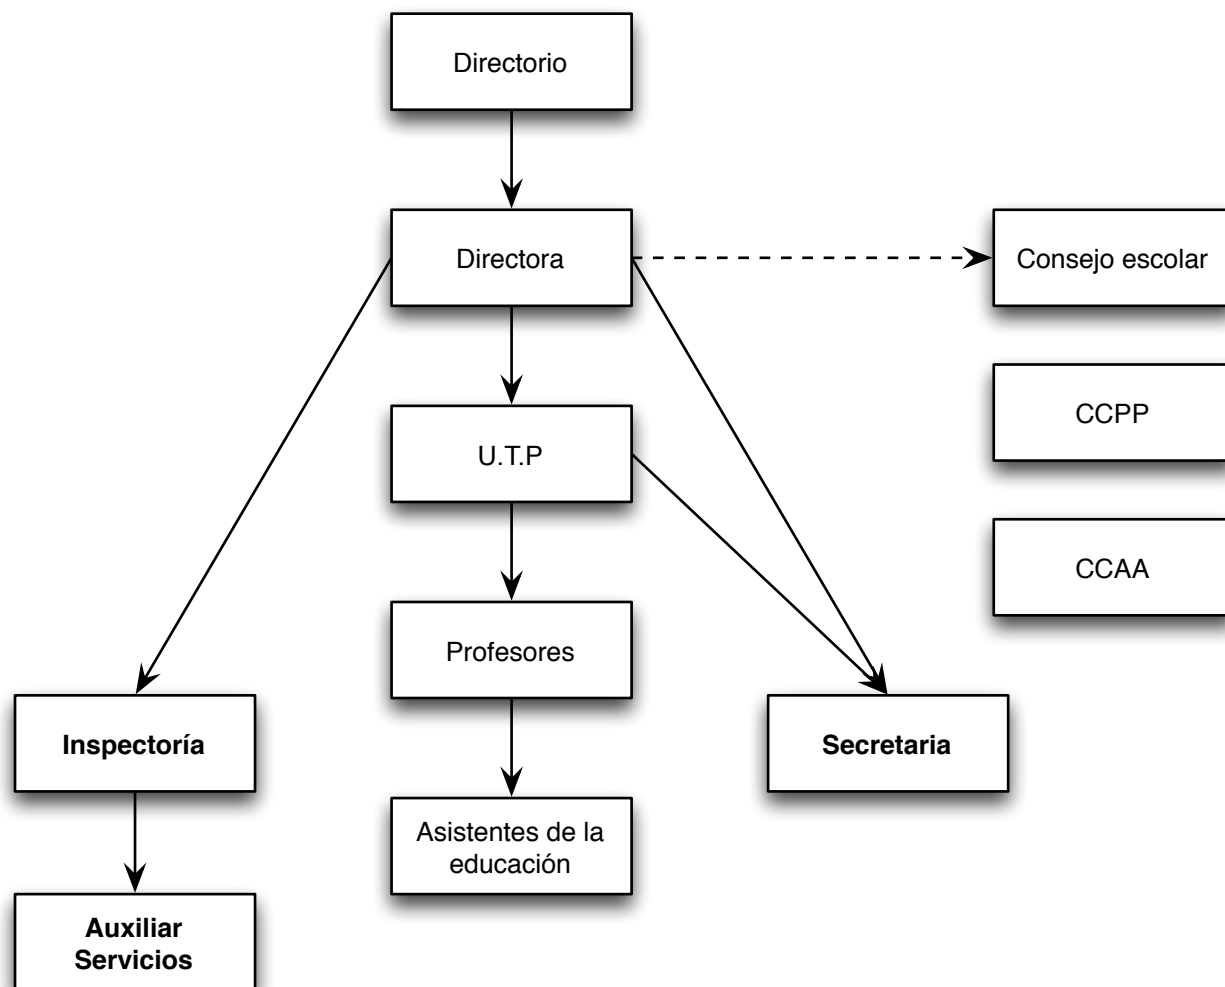 Directorio
Directora
Consejo escolar
CCPP
U.T.P
CCAA
Profesores
Inspectoría
Secretaria
Asistentes de la
educación
Auxiliar
Servicios